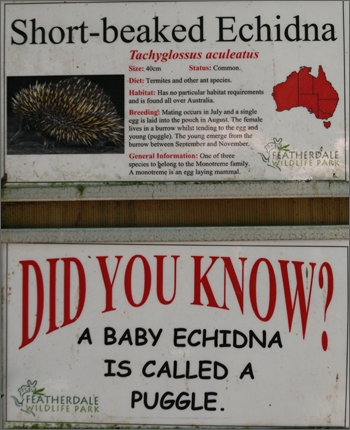 Short-beaked Echidna
Tachyglossus aculeatus
Size: 40cm Status: Common.
Diet: Termites and other ant species.
Habitat: Has no particular habitat requirements
and is found all over Australia.
Breeding: Mating occurs in July and a single
egg is laid into the pouch in August. The female
lives in a burrow whilst tending to the egg and
young (puggle). The young emerge from the
burrow between September and November.
General Information: One of three
species to belong to the Monotreme family.
A monotreme is an egg laying mammal.
FEATHERDALE
WILDLIFE PARK
DID YOU KNOW?
A BABY ECHIDNA
IS CALLED A
PUGGLE.
FEATHERDALE
WILDLIFE PARK